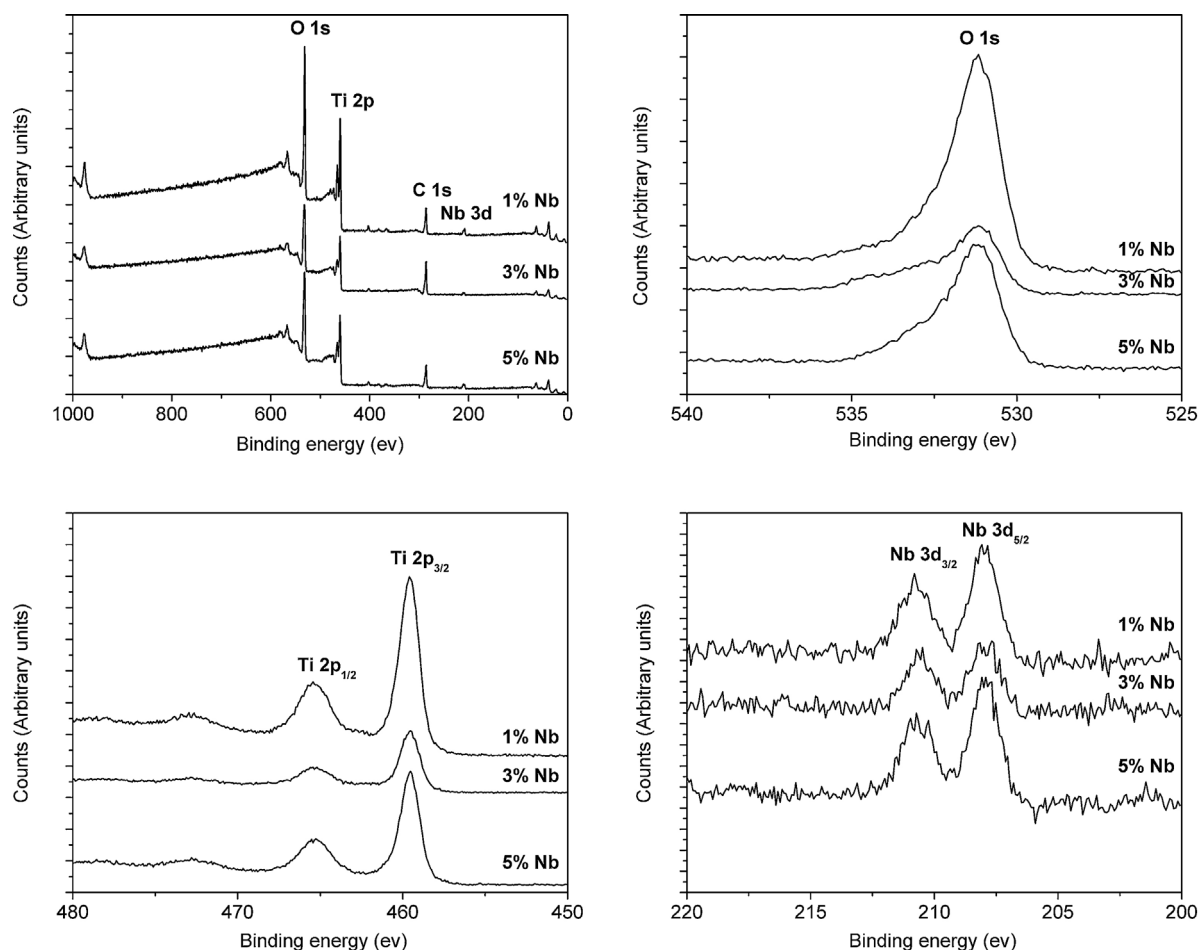 O 1s
Ti 2p
C 1s
Nb 3d
1% Nb
3% Nb
5% Nb
Counts (Arbitrary units)
1000 800 600 400 200 0
Binding energy (ev)
O 1s
1% Nb
3% Nb
5% Nb
Counts (Arbitrary units)
540 535 530 525
Binding energy (ev)
Ti 2p3/2
Ti 2p1/2
1% Nb
3% Nb
5% Nb
Counts (Arbitrary units)
480 470 460 450
Binding energy (ev)
Nb 3d5/2
Nb 3d3/2
1% Nb
3% Nb
5% Nb
Counts (Arbitrary units)
220 215 210 205 200
Binding energy (ev)